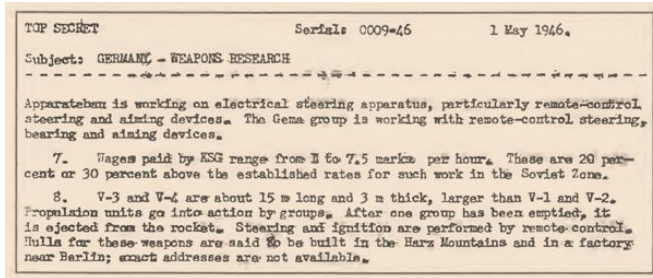 TOP SECRET Serial: 0009-46 1 May 1946.
Subject: GERMANY - WEAPONS RESEARCH
Apparatebau is working on electrical steering apparatus, particularly remote-control
steering and aiming devices. The Gema group is working with remote-control steering,
bearing and aiming devices.
7. Wages paid by KSG range from to 7.5 marks per hour. These are 20 per-
cent or 30 percent above the established rates for such work in the Soviet Zone.
8. V-3 and V-4 are about 15 m long and 3 m thick, larger than V-1 and V-2.
Propulsion units go into action by groups. After one group has been emptied, it
is ejected from the rocket. Steering and ignition are performed by remote control.
Hulls for these weapons are said to be built in the Harz Mountains and in a factory
near Berlin; exact addresses are not available.